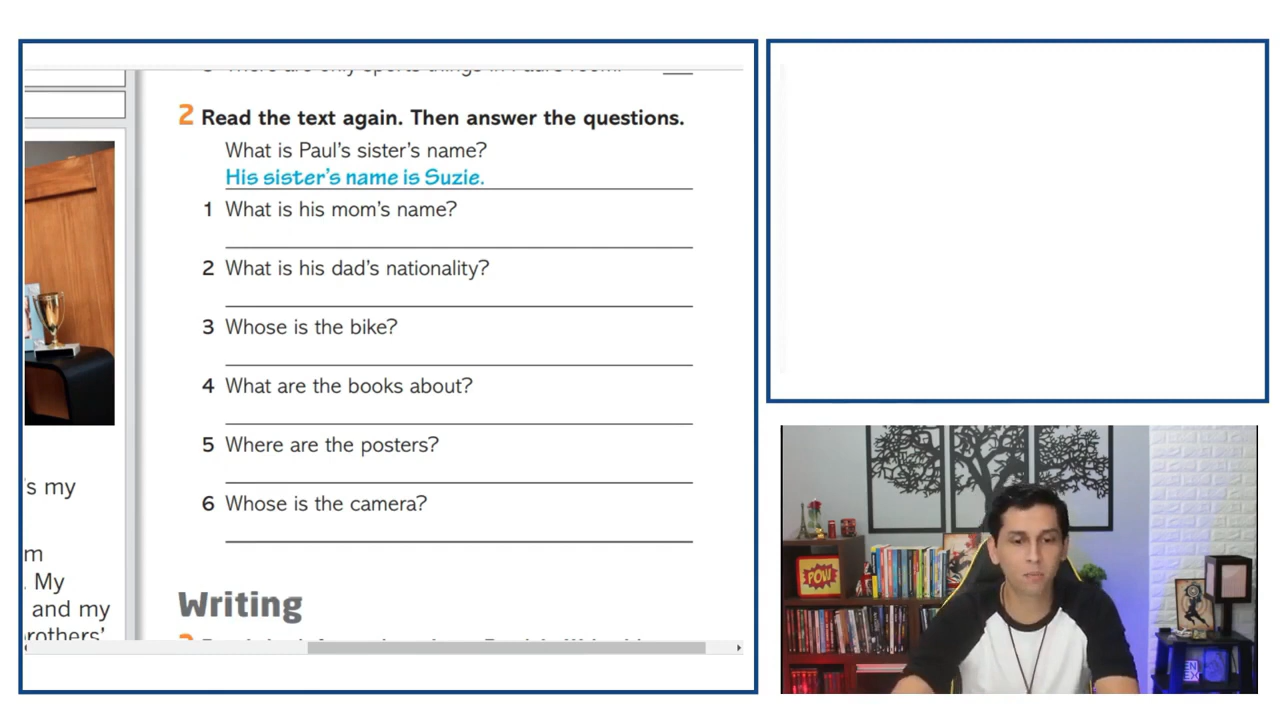 2 Read the text again. Then answer the questions.
What is Paul's sister's name?
His sister's name is Suzie.
1 What is his mom's name?
2 What is his dad's nationality?
3 Whose is the bike?
4 What are the books about?
5 Where are the posters?
6 Whose is the camera?
Writing
's my
m
. My
and my
rothers'
POW